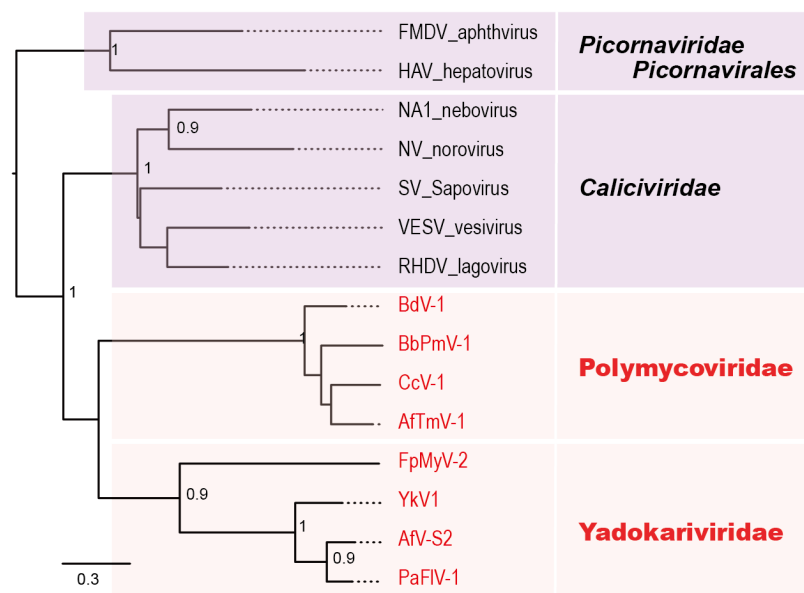 FMDV_aphthvirus
1
Picornaviridae
Picornavirales
HAV_hepatovirus
NA1_nebovirus
0.9
NV_norovirus
1
SV_Sapovirus
Caliciviridae
VESV_vesivirus
RHDV_lagovirus
1
BdV-1
1
BbPmV-1
Polymycoviridae
CcV-1
AfTmV-1
FpMyV-2
0.9
YkV1
1
Yadokariviridae
AfV-S2
0.9
PaFlV-1
0.3